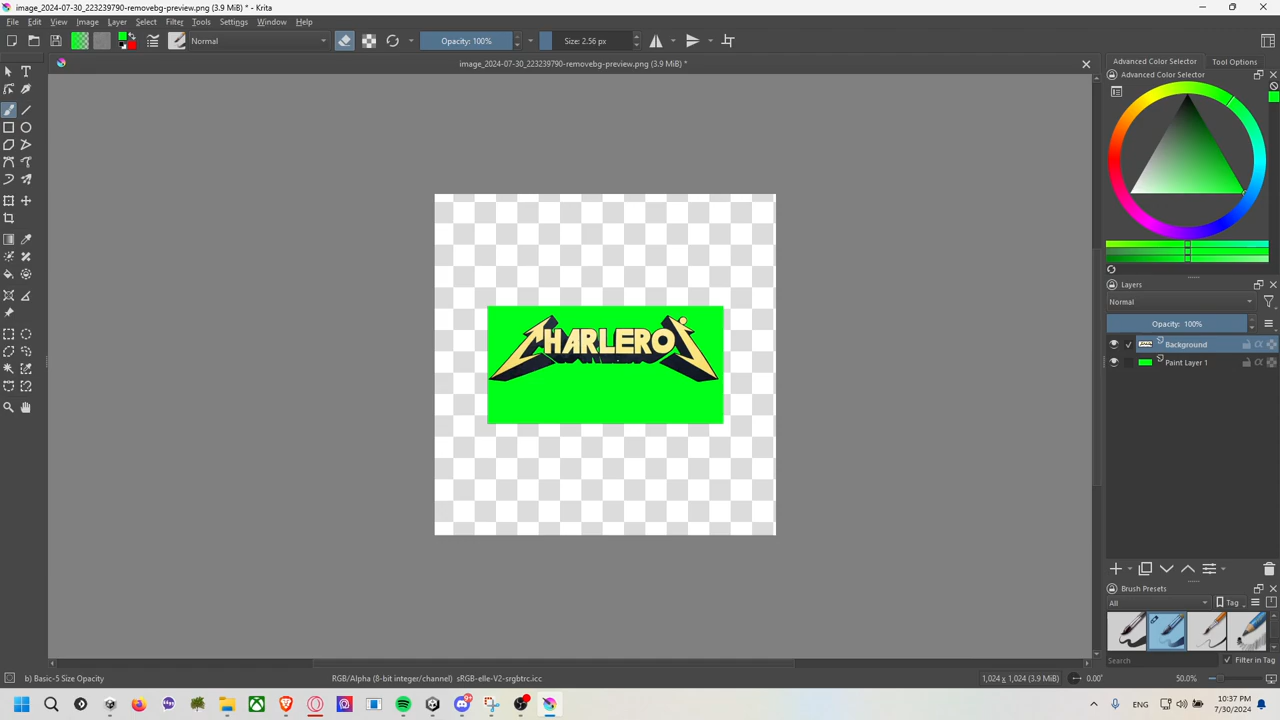 image_2024-07-30_223239790-removebg-preview.png (3.9 MiB) * - Krita
File Edit View Image Layer Select Filter Tools Settings Window Help
Normal Opacity: 100% Size: 2.56 px
image_2024-07-30_223239790-removebg-preview.png (3.9 MiB) *
Advanced Color Selector Tool Options
Advanced Color Selector
CHARLEROI
Layers
Normal
Opacity: 100%
Background
Paint Layer 1
Brush Presets
All Tag
Search Filter in Tag
b) Basic-5 Size Opacity RGB/Alpha (8-bit integer/channel) sRGB-elle-V2-srgbtrc.icc 1,024 x 1,024 (3.9 MiB) 0.00° 50.0%
ENG 10:37 PM
7/30/2024